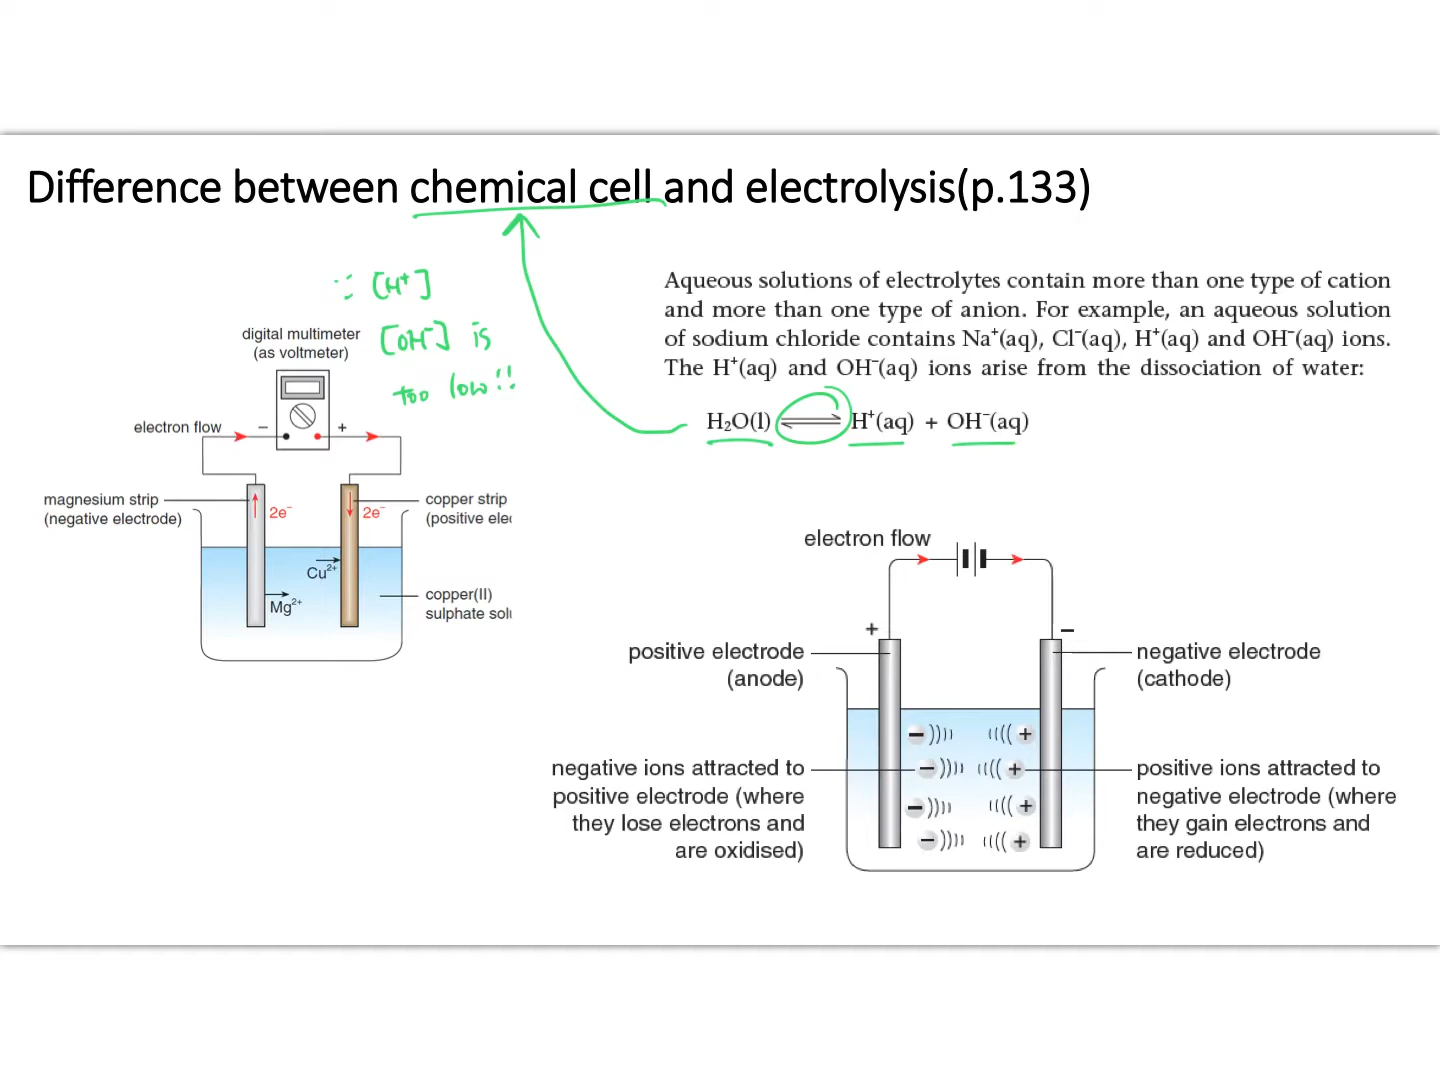 Difference between chemical cell and electrolysis(p.133)
∵ [H⁺]
[OH⁻] is
too low!!
digital multimeter
(as voltmeter)
electron flow
−
+
magnesium strip
(negative electrode)
2e⁻
2e⁻
copper strip
(positive elec
Cu²⁺
Mg²⁺
copper(II)
sulphate solu
Aqueous solutions of electrolytes contain more than one type of cation
and more than one type of anion. For example, an aqueous solution
of sodium chloride contains Na⁺(aq), Cl⁻(aq), H⁺(aq) and OH⁻(aq) ions.
The H⁺(aq) and OH⁻(aq) ions arise from the dissociation of water:
H₂O(l) ⇌ H⁺(aq) + OH⁻(aq)
electron flow
+
−
positive electrode
(anode)
negative electrode
(cathode)
negative ions attracted to
positive electrode (where
they lose electrons and
are oxidised)
− +
− +
− +
− +
positive ions attracted to
negative electrode (where
they gain electrons and
are reduced)